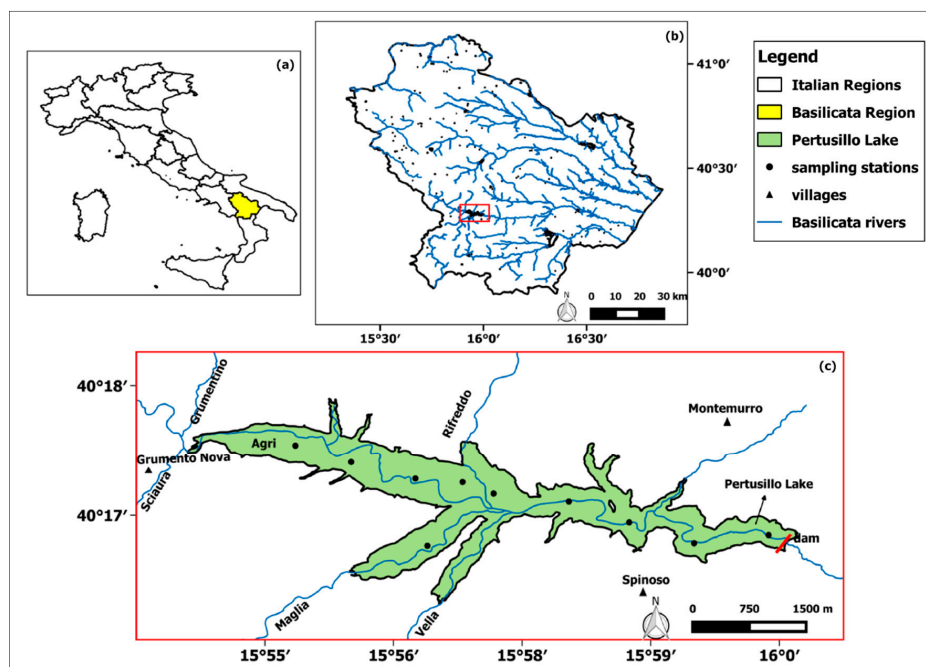 (a)
(b)
41°0′
40°30′
40°0′
N
0 10 20 30 km
15°30′ 16°0′ 16°30′
Legend
Italian Regions
Basilicata Region
Pertusillo Lake
sampling stations
villages
Basilicata rivers
(c)
40°18′
40°17′
Grumentino
Rifreddo
Montemurro
Agri
Grumento Nova
Sciaura
Pertusillo Lake
dam
Spinoso
Maglia
Vella
N
0 750 1500 m
15°55′ 15°56′ 15°58′ 15°59′ 16°0′